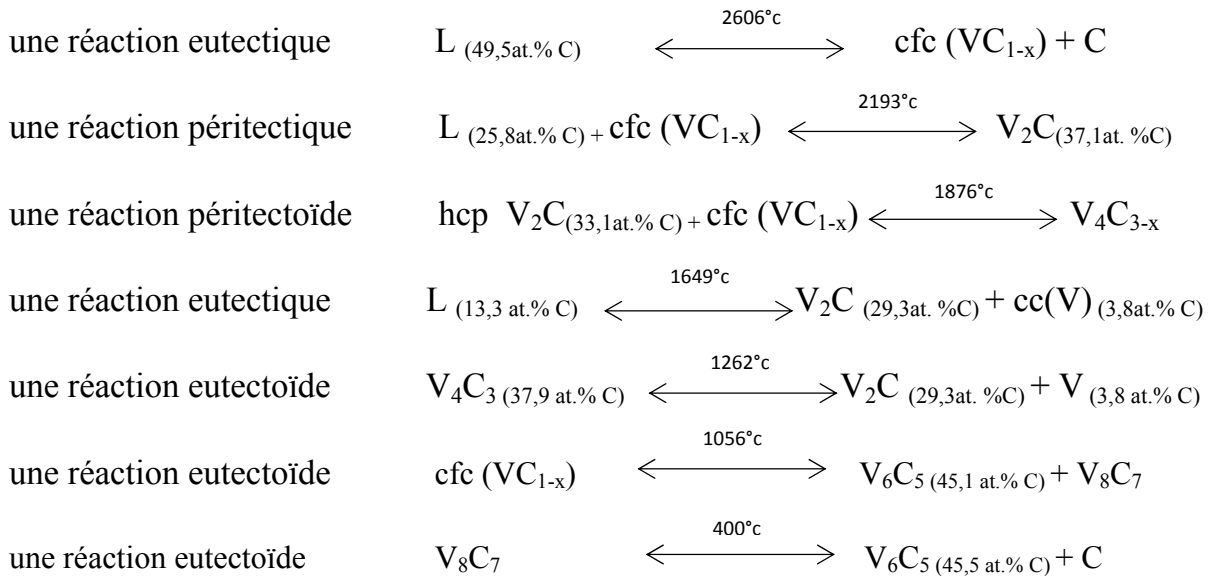 2606°c
une réaction eutectique L (49,5at.% C) ⟷ cfc (VC1-x) + C
2193°c
une réaction péritectique L (25,8at.% C) + cfc (VC1-x) ⟷ V2C(37,1at. %C)
1876°c
une réaction péritectoïde hcp V2C(33,1at.% C) + cfc (VC1-x) ⟷ V4C3-x
1649°c
une réaction eutectique L (13,3 at.% C) ⟷ V2C (29,3at. %C) + cc(V) (3,8at.% C)
1262°c
une réaction eutectoïde V4C3 (37,9 at.% C) ⟷ V2C (29,3at. %C) + V (3,8 at.% C)
1056°c
une réaction eutectoïde cfc (VC1-x) ⟷ V6C5 (45,1 at.% C) + V8C7
400°c
une réaction eutectoïde V8C7 ⟷ V6C5 (45,5 at.% C) + C